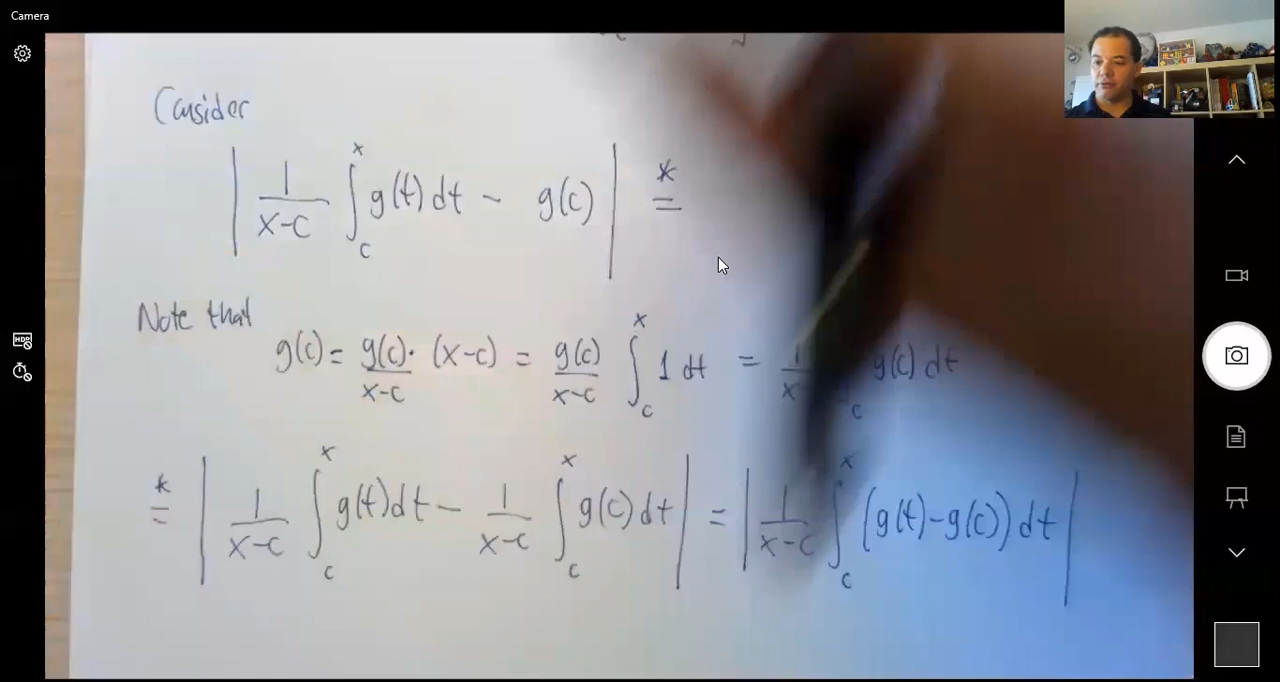 Camera
Consider
| 1/(x-c) ∫_c^x g(t) dt - g(c) | *=
Note that
g(c) = g(c)/(x-c) · (x-c) = g(c)/(x-c) ∫_c^x 1 dt = 1/x g(c) dt
*= | 1/(x-c) ∫_c^x g(t) dt - 1/(x-c) ∫_c^x g(c) dt | = | 1/(x-c) ∫_c^x (g(t) - g(c)) dt |